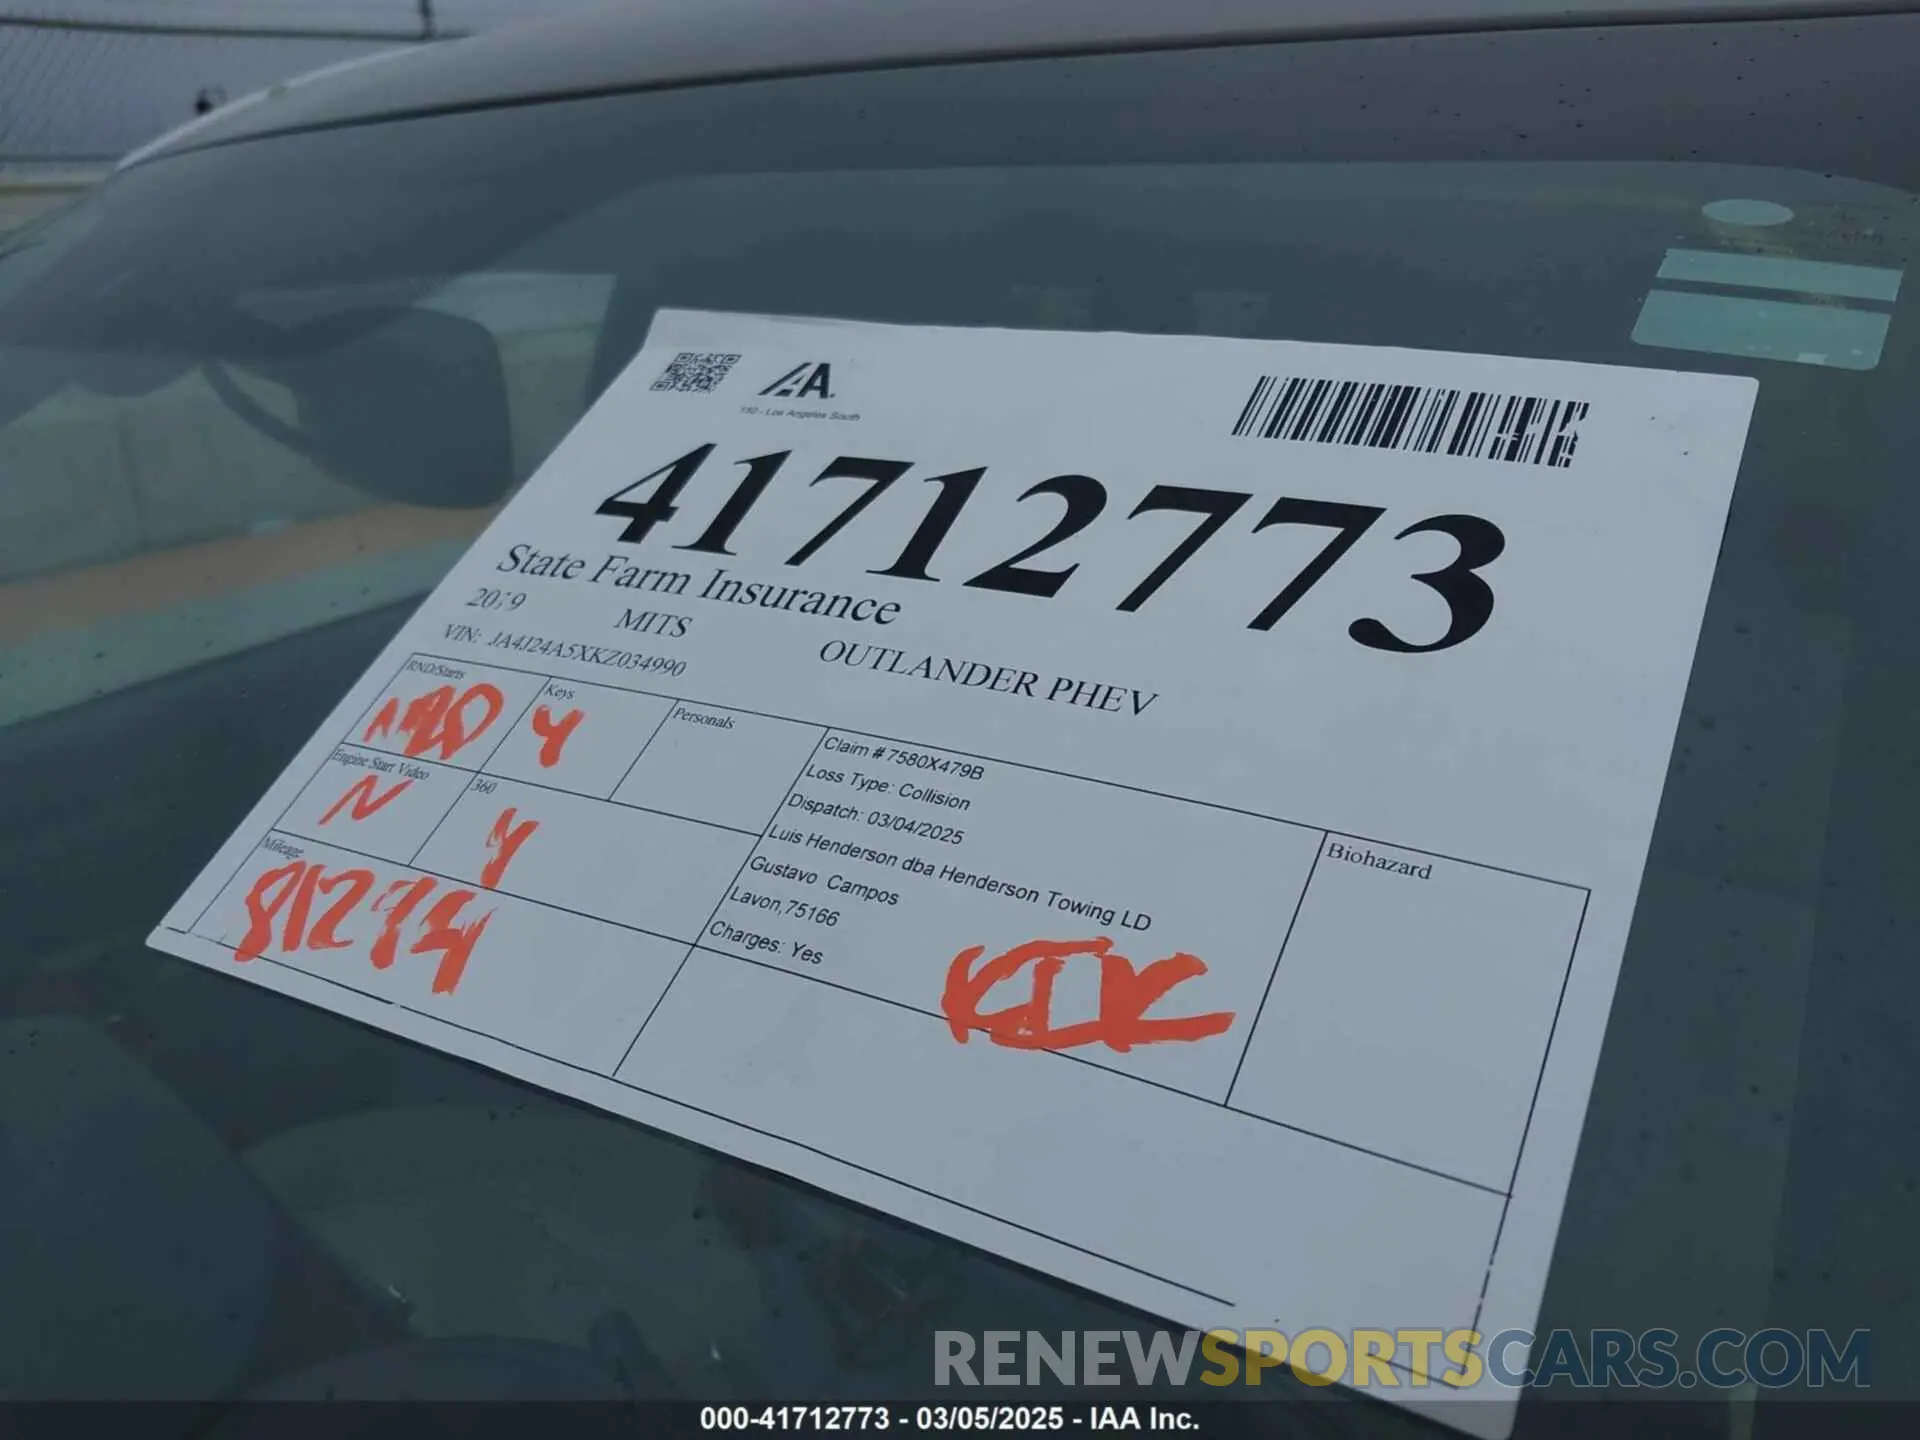 IAA
41712773
State Farm Insurance
2019 MITS OUTLANDER PHEV
VIN: JA4J24A5XKZ034990
RND/Starts
Keys Y
Personals
Engine Start Video N
360 Y
Mileage
Claim # 7580X479B
Loss Type: Collision
Dispatch: 03/04/2025
Luis Henderson dba Henderson Towing LD
Gustavo Campos
Lavon,75166
Charges: Yes
Biohazard
RENEWSPORTSCARS.COM
000-41712773 - 03/05/2025 - IAA Inc.